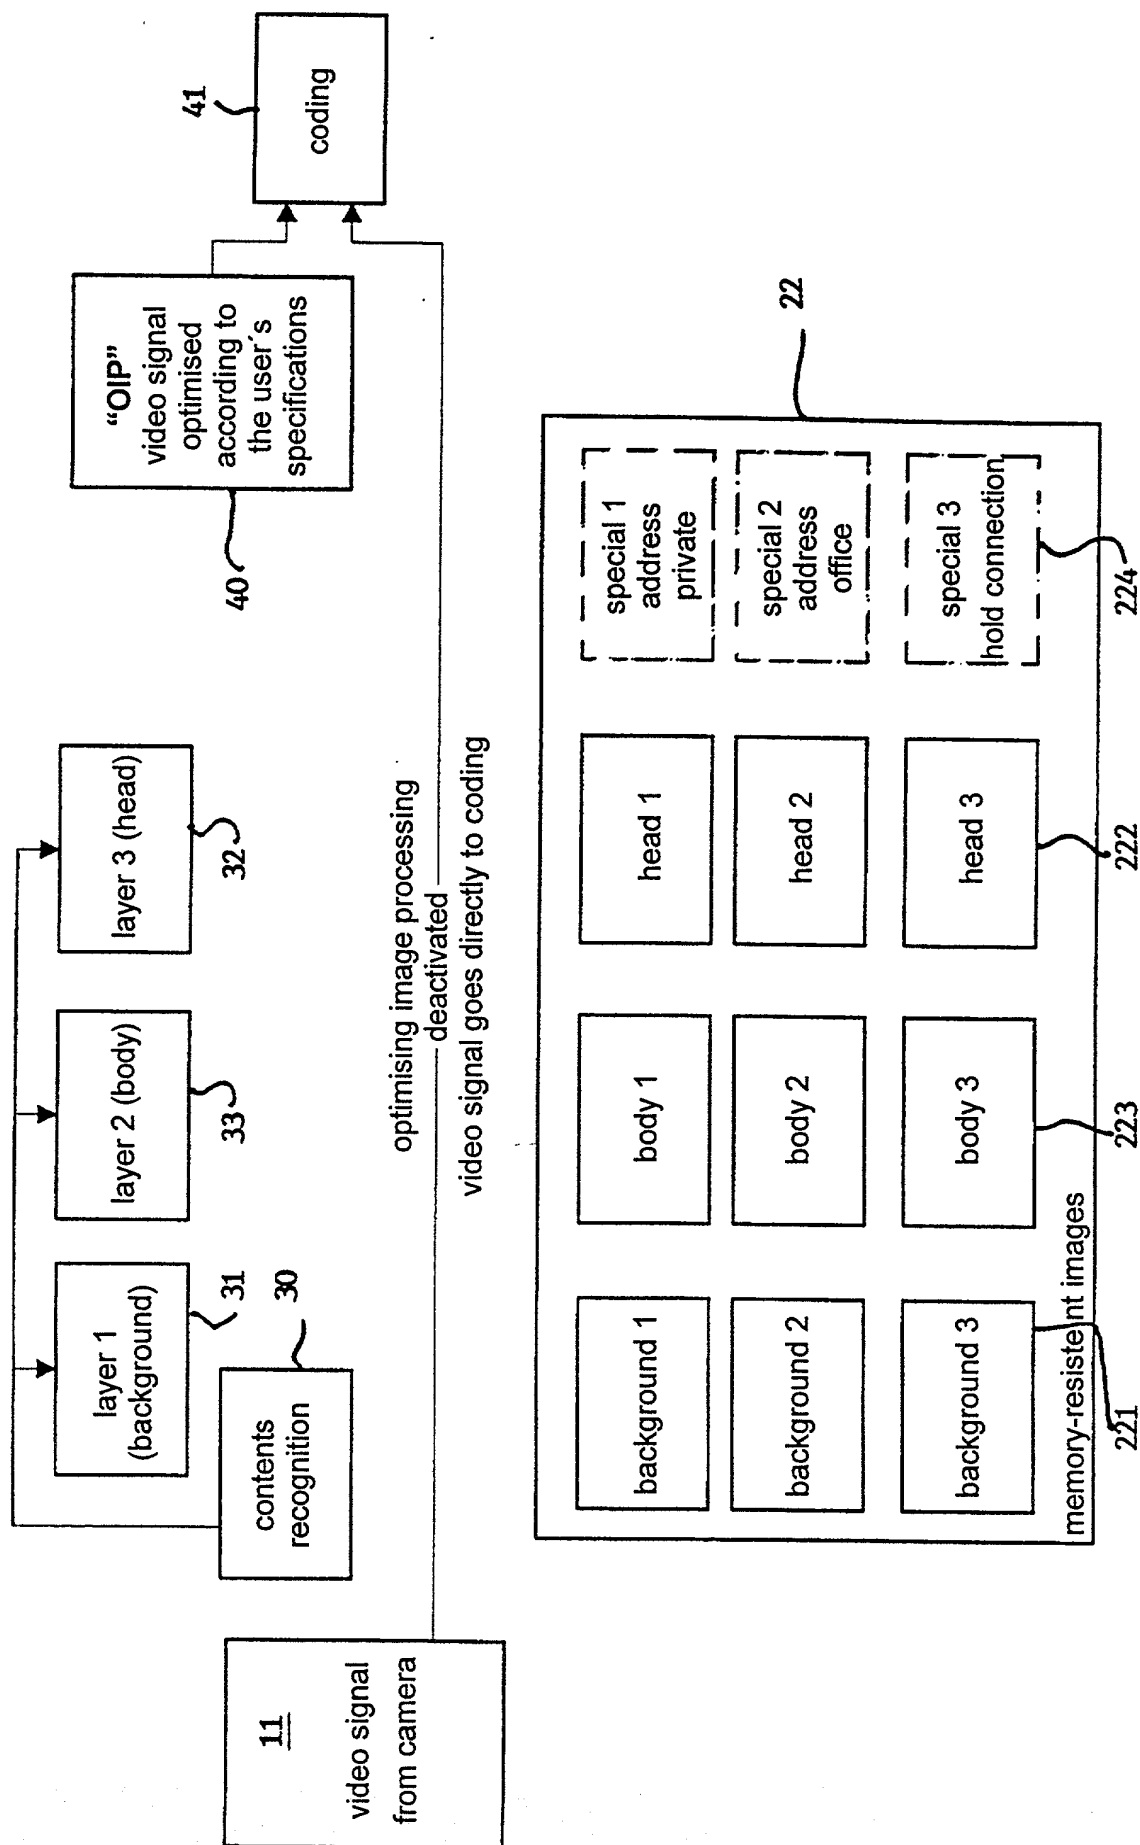 layer 1
(background)
31
layer 2 (body)
33
layer 3 (head)
32
"OIP"
video signal
optimised
according to
the user´s
specifications
40
coding
41
contents
recognition
30
11
video signal
from camera
optimising image processing
deactivated
video signal goes directly to coding
22
background 1
body 1
head 1
special 1
address
private
background 2
body 2
head 2
special 2
address
office
background 3
body 3
head 3
special 3
hold connection
memory-resistent images
221
223
222
224